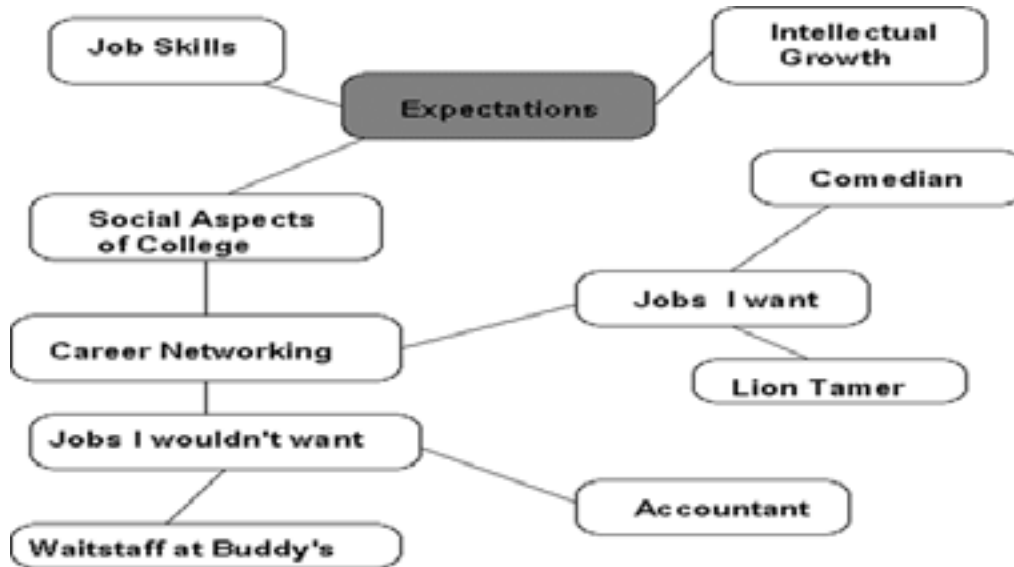 Job Skills
Intellectual
Growth
Expectations
Comedian
Social Aspects
of College
Jobs I want
Career Networking
Lion Tamer
Jobs I wouldn't want
Accountant
Waitstaff at Buddy's